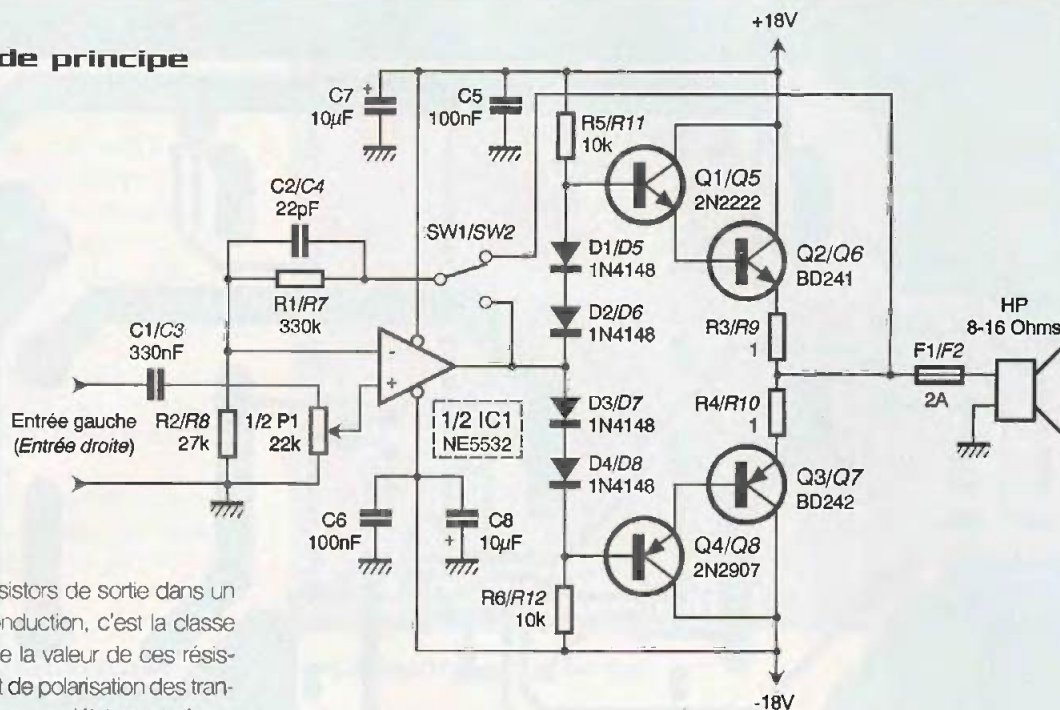 de principe
+18V
C7
10µF
+
C5
100nF
R5/R11
10k
Q1/Q5
2N2222
C2/C4
22pF
SW1/SW2
D1/D5
1N4148
Q2/Q6
BD241
R1/R7
330k
D2/D6
1N4148
HP
8-16 Ohms
C1/C3
330nF
R3/R9
1
-
+
F1/F2
2A
Entrée gauche
(Entrée droite)
R2/R8
27k
1/2 P1
22k
1/2 IC1
NE5532
D3/D7
1N4148
R4/R10
1
D4/D8
1N4148
Q3/Q7
BD242
C6
100nF
C8
10µF
+
Q4/Q8
2N2907
R6/R12
10k
-18V
sistors de sortie dans un
onduction, c'est la classe
e la valeur de ces résis-
t de polarisation des tran-